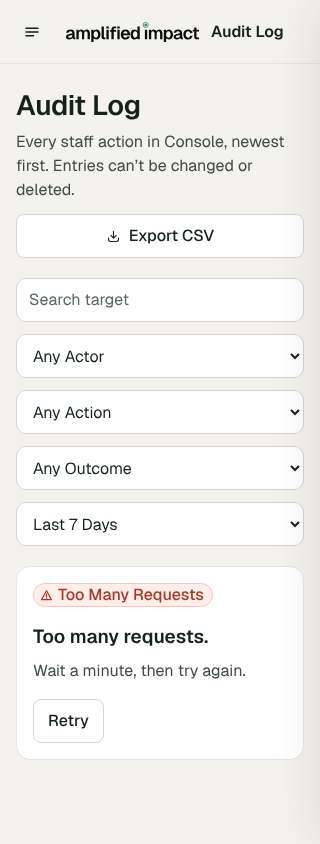 amplified impact Audit Log
Audit Log
Every staff action in Console, newest
first. Entries can’t be changed or
deleted.
Export CSV
Search target
Any Actor
Any Action
Any Outcome
Last 7 Days
Too Many Requests
Too many requests.
Wait a minute, then try again.
Retry